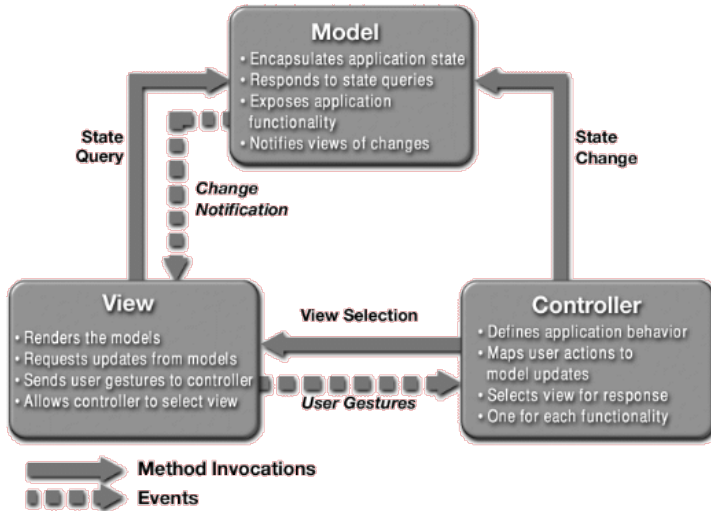 Model
• Encapsulates application state
• Responds to state queries
• Exposes application
functionality
• Notifies views of changes
State
Query
State
Change
Change
Notification
View
• Renders the models
• Requests updates from models
• Sends user gestures to controller
• Allows controller to select view
View Selection
User Gestures
Controller
• Defines application behavior
• Maps user actions to
model updates
• Selects view for response
• One for each functionality
Method Invocations
Events